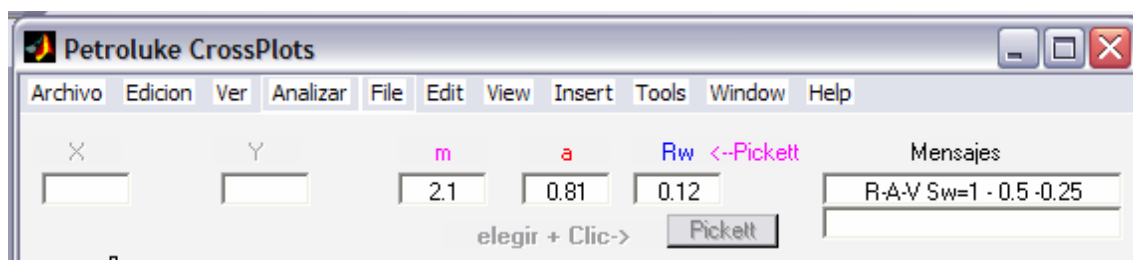 Petroluke CrossPlots
Archivo Edicion Ver Analizar File Edit View Insert Tools Window Help
X Y m a Rw <--Pickett Mensajes
2.1 0.81 0.12 R-A-V Sw=1 - 0.5 -0.25
elegir + Clic-> Pickett